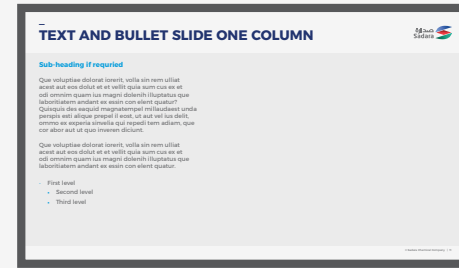 TEXT AND BULLET SLIDE ONE COLUMN
صدارة
Sadara
Sub-heading if requried
Que voluptiae dolorat iorerit, volla sin rem ulliat
acest aut eos dolut et et vellit quia sum cus ex et
odi omnim quam ius magni dolenih illuptatus que
laboritiatem andant ex essin con elent quatur?
Quisquis des eaquid magnatempel millaudaest unda
perspis esti alique prepel il eost, ut aut vel ius delit,
ommo ex experia sinvelia qui repedi tem adiam, que
cor abor aut ut quo inveren diciunt.
Que voluptiae dolorat iorerit, volla sin rem ulliat
acest aut eos dolut et et vellit quia sum cus ex et
odi omnim quam ius magni dolenih illuptatus que
laboritiatem andant ex essin con elent quatur.
- First level
• Second level
• Third level